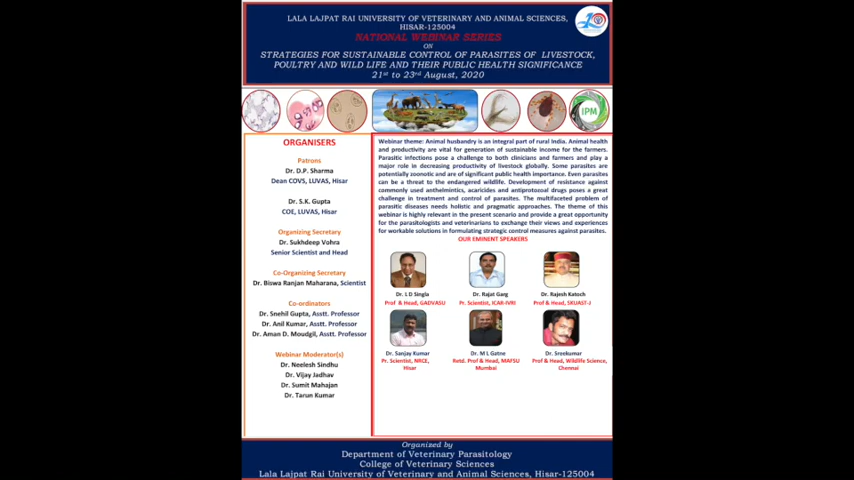 LALA LAJPAT RAI UNIVERSITY OF VETERINARY AND ANIMAL SCIENCES,
HISAR-125004
NATIONAL WEBINAR SERIES
ON
STRATEGIES FOR SUSTAINABLE CONTROL OF PARASITES OF LIVESTOCK,
POULTRY AND WILD LIFE AND THEIR PUBLIC HEALTH SIGNIFICANCE
21st to 23rd August, 2020
IPM
ORGANISERS
Patrons
Dr. D.P. Sharma
Dean COVS, LUVAS, Hisar
Dr. S.K. Gupta
COE, LUVAS, Hisar
Organizing Secretary
Dr. Sukhdeep Vohra
Senior Scientist and Head
Co-Organizing Secretary
Dr. Biswa Ranjan Maharana, Scientist
Co-ordinators
Dr. Snehil Gupta, Asstt. Professor
Dr. Anil Kumar, Asstt. Professor
Dr. Aman D. Moudgil, Asstt. Professor
Webinar Moderator(s)
Dr. Neelesh Sindhu
Dr. Vijay Jadhav
Dr. Sumit Mahajan
Dr. Tarun Kumar
Webinar theme: Animal husbandry is an integral part of rural India. Animal health
and productivity are vital for generation of sustainable income for the farmers.
Parasitic infections pose a challenge to both clinicians and farmers and play a
major role in decreasing productivity of livestock globally. Some parasites are
potentially zoonotic and are of significant public health importance. Even parasites
can be a threat to the endangered wildlife. Development of resistance against
commonly used anthelmintics, acaricides and antiprotozoal drugs poses a great
challenge in treatment and control of parasites. The multifaceted problem of
parasitic diseases needs holistic and pragmatic approaches. The theme of this
webinar is highly relevant in the present scenario and provide a great opportunity
for the parasitologists and veterinarians to exchange their views and experiences
for workable solutions in formulating strategic control measures against parasites.
OUR EMINENT SPEAKERS
Dr. L D Singla
Prof & Head, GADVASU
Dr. Rajat Garg
Pr. Scientist, ICAR-IVRI
Dr. Rajesh Katoch
Prof & Head, SKUAST-J
Dr. Sanjay Kumar
Pr. Scientist, NRCE,
Hisar
Dr. M L Gatne
Retd. Prof & Head, MAFSU
Mumbai
Dr. Sreekumar
Prof & Head, Wildlife Science,
Chennai
Organized by
Department of Veterinary Parasitology
College of Veterinary Sciences
Lala Lajpat Rai University of Veterinary and Animal Sciences, Hisar-125004